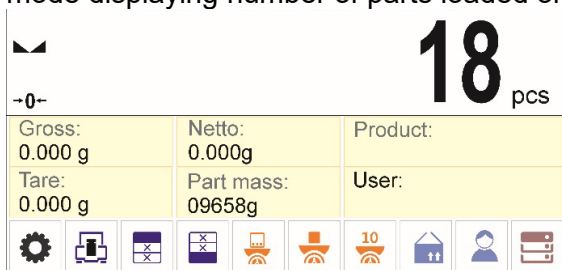 mode displaying number of parts loaded o
18 pcs
→0←
Gross: Netto: Product:
0.000 g 0.000g
Tare: Part mass: User:
0.000 g 09658g
10